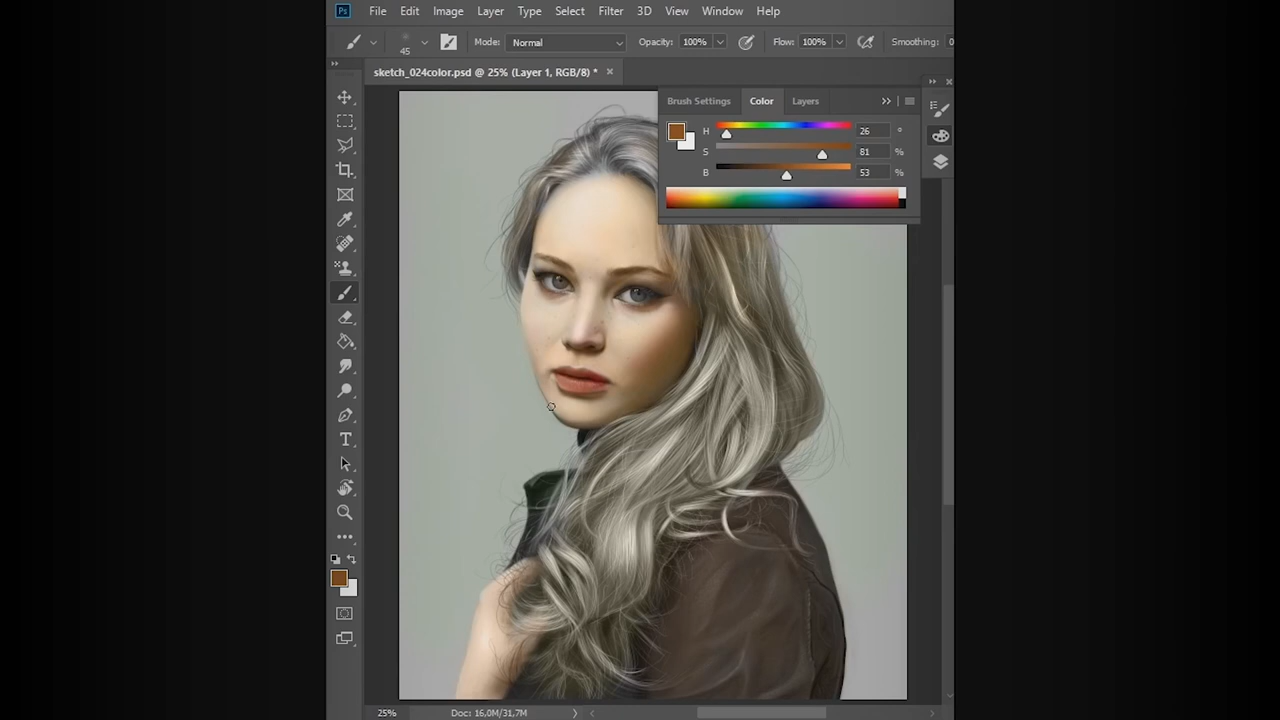 Ps File Edit Image Layer Type Select Filter 3D View Window Help
45 Mode: Normal Opacity: 100% Flow: 100% Smoothing: 0
sketch_024color.psd @ 25% (Layer 1, RGB/8) * ×
Brush Settings Color Layers
H 26 °
S 81 %
B 53 %
T
25% Doc: 16,0M/31,7M